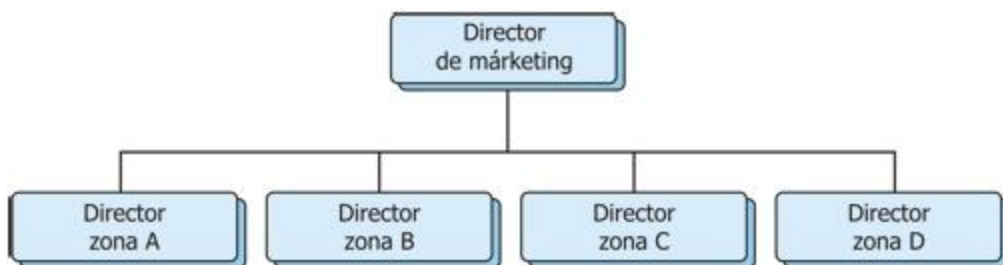 Director
de márketing
Director
zona A
Director
zona B
Director
zona C
Director
zona D